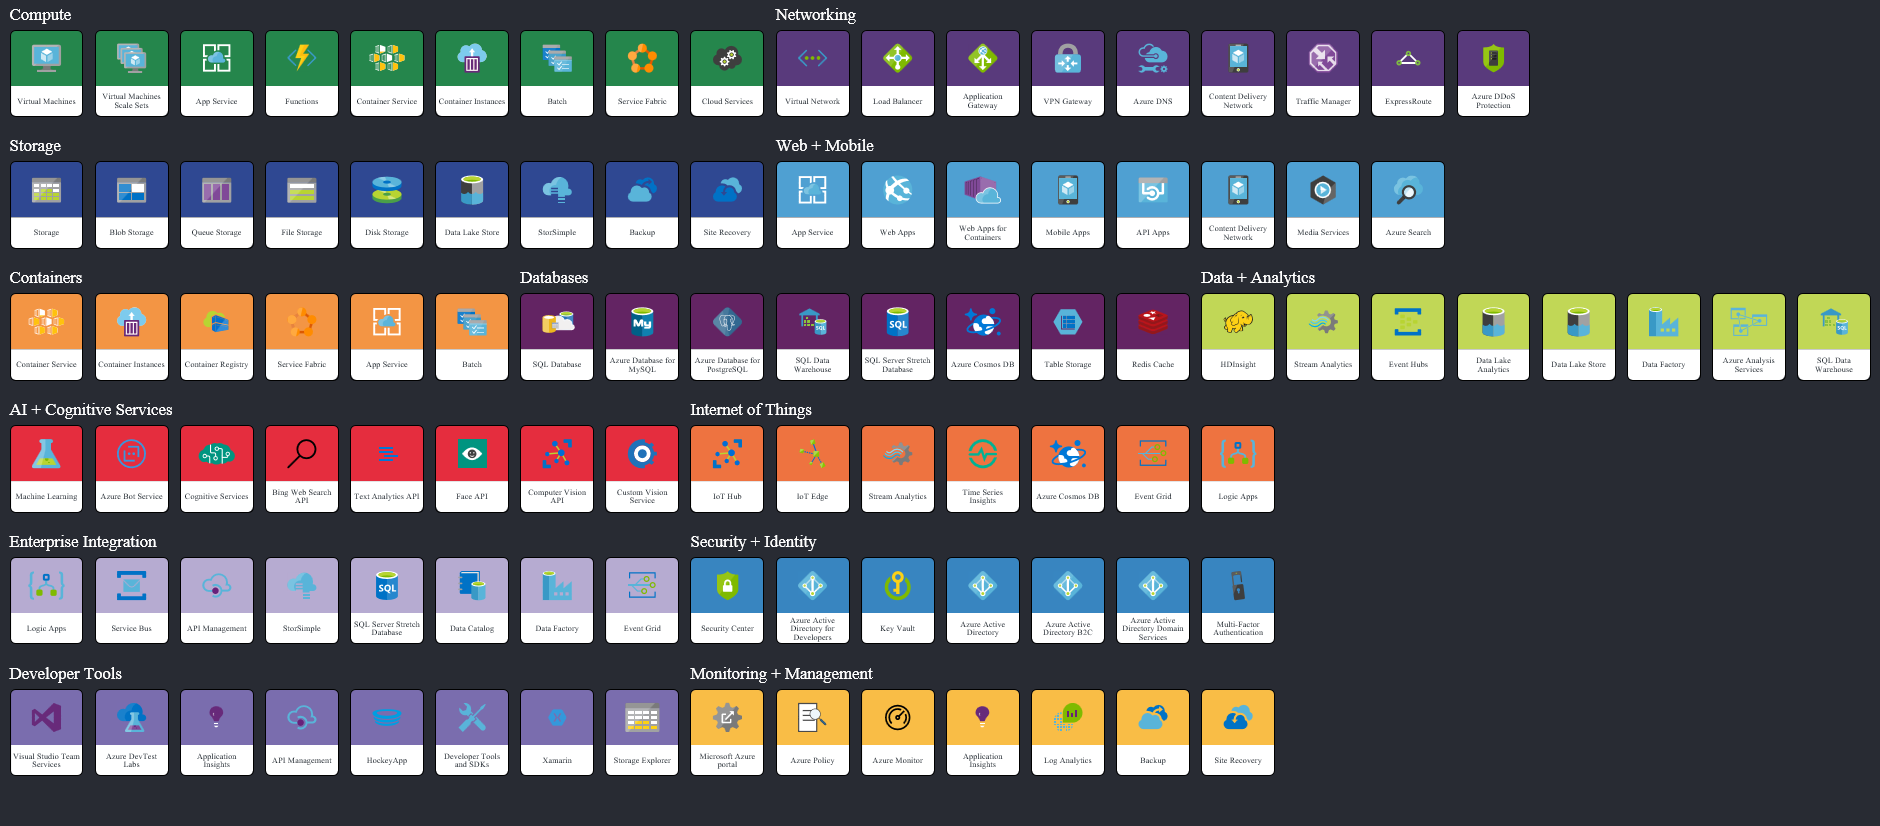 Compute
Virtual Machines
Virtual Machines
Scale Sets
App Service
Functions
Container Service
Container Instances
Batch
Service Fabric
Cloud Services
Networking
Virtual Network
Load Balancer
Application
Gateway
VPN Gateway
Azure DNS
Content Delivery
Network
Traffic Manager
ExpressRoute
Azure DDoS
Protection
Storage
Storage
Blob Storage
Queue Storage
File Storage
Disk Storage
Data Lake Store
StorSimple
Backup
Site Recovery
Web + Mobile
App Service
Web Apps
Web Apps for
Containers
Mobile Apps
API Apps
Content Delivery
Network
Media Services
Azure Search
Containers
Container Service
Container Instances
Container Registry
Service Fabric
App Service
Batch
Databases
SQL Database
My
Azure Database for
MySQL
Azure Database for
PostgreSQL
SQL
SQL Data
Warehouse
SQL
SQL Server Stretch
Database
Azure Cosmos DB
Table Storage
Redis Cache
Data + Analytics
HDInsight
Stream Analytics
Event Hubs
Data Lake
Analytics
Data Lake Store
Data Factory
Azure Analysis
Services
SQL
SQL Data
Warehouse
AI + Cognitive Services
Machine Learning
Azure Bot Service
Cognitive Services
Bing Web Search
API
Text Analytics API
Face API
Computer Vision
API
Custom Vision
Service
Internet of Things
IoT Hub
IoT Edge
Stream Analytics
Time Series
Insights
Azure Cosmos DB
Event Grid
Logic Apps
Enterprise Integration
Logic Apps
Service Bus
API Management
StorSimple
SQL
SQL Server Stretch
Database
Data Catalog
Data Factory
Event Grid
Security + Identity
Security Center
Azure Active
Directory for
Developers
Key Vault
Azure Active
Directory
Azure Active
Directory B2C
Azure Active
Directory Domain
Services
Multi-Factor
Authentication
Developer Tools
Visual Studio Team
Services
Azure DevTest
Labs
Application
Insights
API Management
HockeyApp
Developer Tools
and SDKs
Xamarin
Storage Explorer
Monitoring + Management
Microsoft Azure
portal
Azure Policy
Azure Monitor
Application
Insights
Log Analytics
Backup
Site Recovery